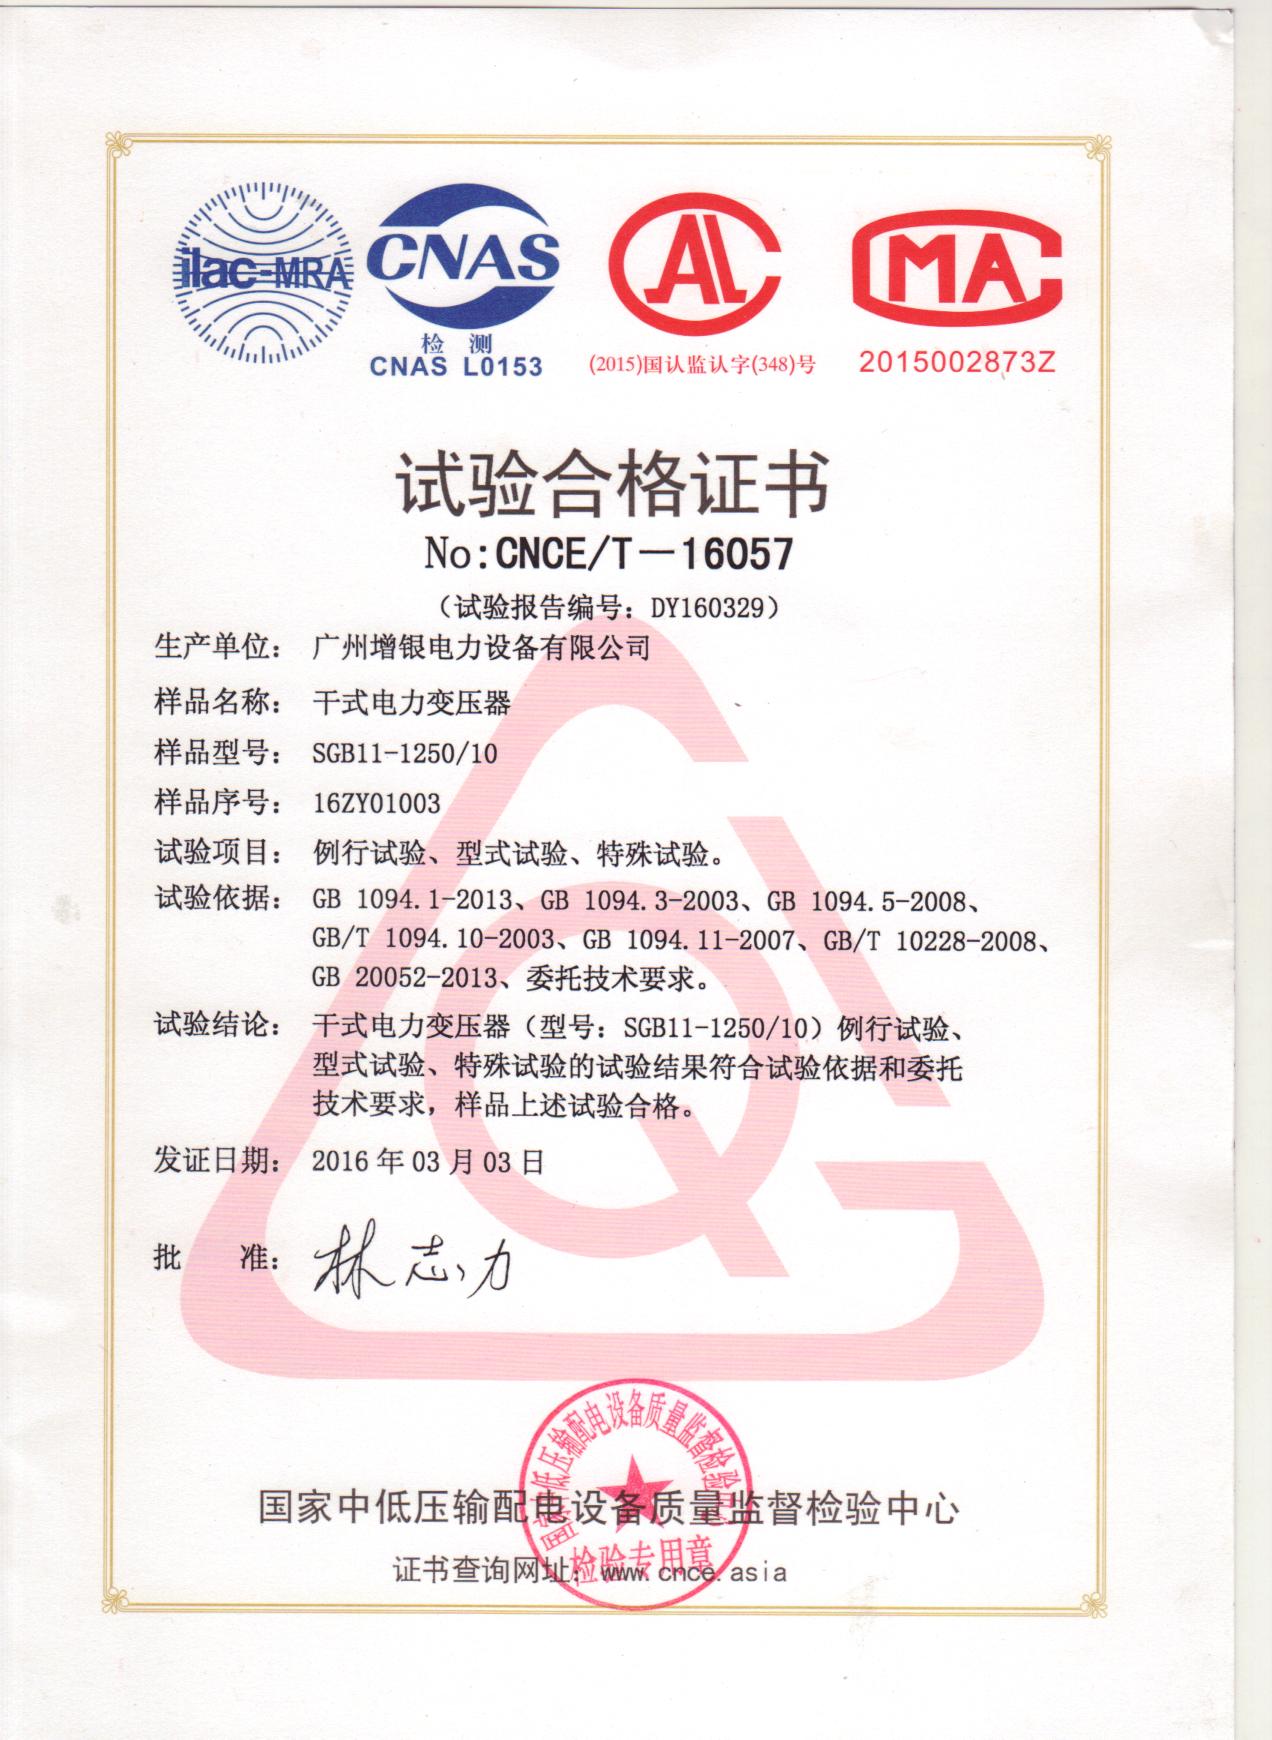 ilac-MRA
CNAS
检 测
CNAS L0153
CAL
(2015)国认监认字(348)号
CMA
2015002873Z
试验合格证书
No:CNCE/T—16057
（试验报告编号：DY160329）
生产单位： 广州增银电力设备有限公司
样品名称： 干式电力变压器
样品型号： SGB11-1250/10
样品序号： 16ZY01003
试验项目： 例行试验、型式试验、特殊试验。
试验依据： GB 1094.1-2013、GB 1094.3-2003、GB 1094.5-2008、
GB/T 1094.10-2003、GB 1094.11-2007、GB/T 10228-2008、
GB 20052-2013、委托技术要求。
试验结论： 干式电力变压器（型号：SGB11-1250/10）例行试验、
型式试验、特殊试验的试验结果符合试验依据和委托
技术要求，样品上述试验合格。
发证日期： 2016 年 03 月 03 日
批 准： 林志力
国家中低压输配电设备质量监督检验中心
检验专用章
国家中低压输配电设备质量监督检验中心
证书查询网址：www.cnce.asia